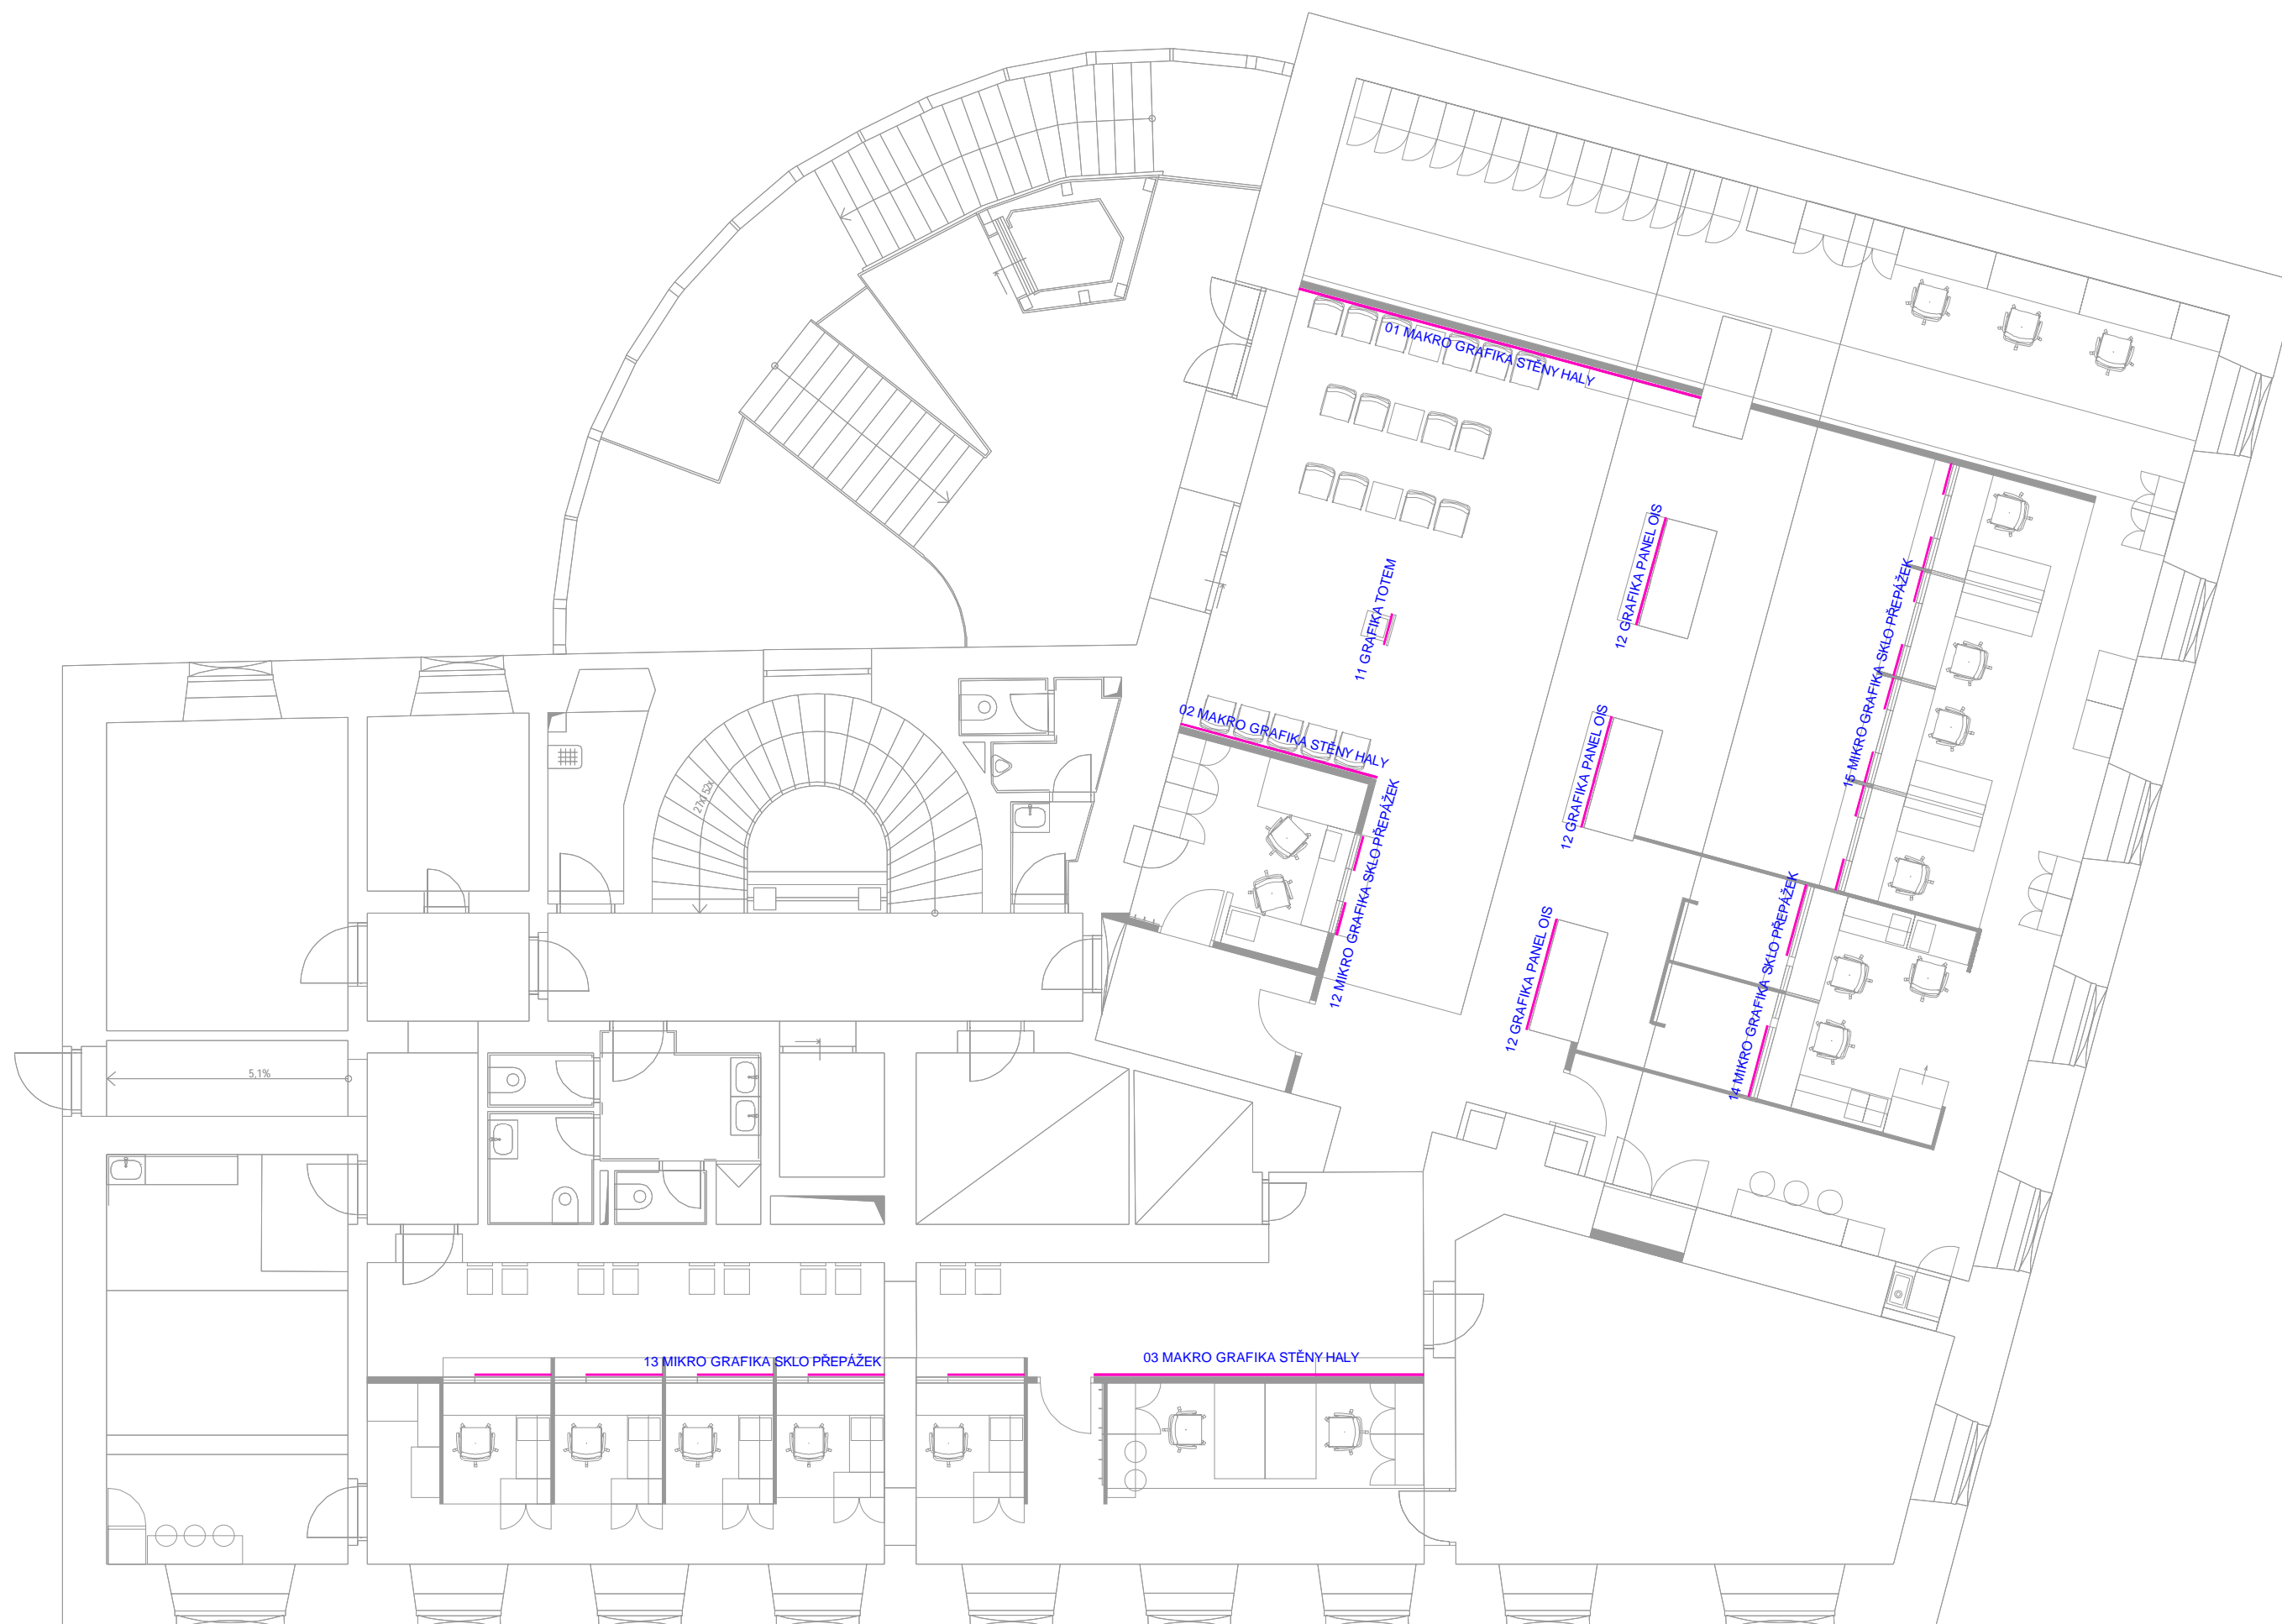 01 MAKRO GRAFIKA STĚNY HALY
12 GRAFIKA PANEL OIS
11 GRAFIKA TOTEM
15 MIKRO GRAFIKA SKLO PŘEPÁŽEK
02 MAKRO GRAFIKA STĚNY HALY
12 GRAFIKA PANEL OIS
12 MIKRO GRAFIKA SKLO PŘEPÁŽEK
14 MIKRO GRAFIKA SKLO PŘEPÁŽEK
12 GRAFIKA PANEL OIS
5,1%
13 MIKRO GRAFIKA SKLO PŘEPÁŽEK
03 MAKRO GRAFIKA STĚNY HALY